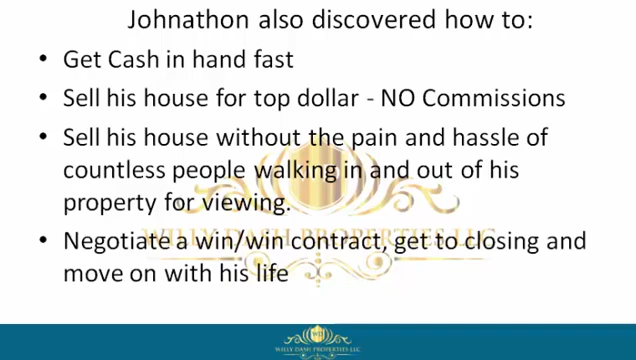 Johnathon also discovered how to:
• Get Cash in hand fast
• Sell his house for top dollar - NO Commissions
• Sell his house without the pain and hassle of
countless people walking in and out of his
property for viewing.
• Negotiate a win/win contract, get to closing and
move on with his life
WILLY DASH PROPERTIES LLC
WILLY DASH PROPERTIES LLC